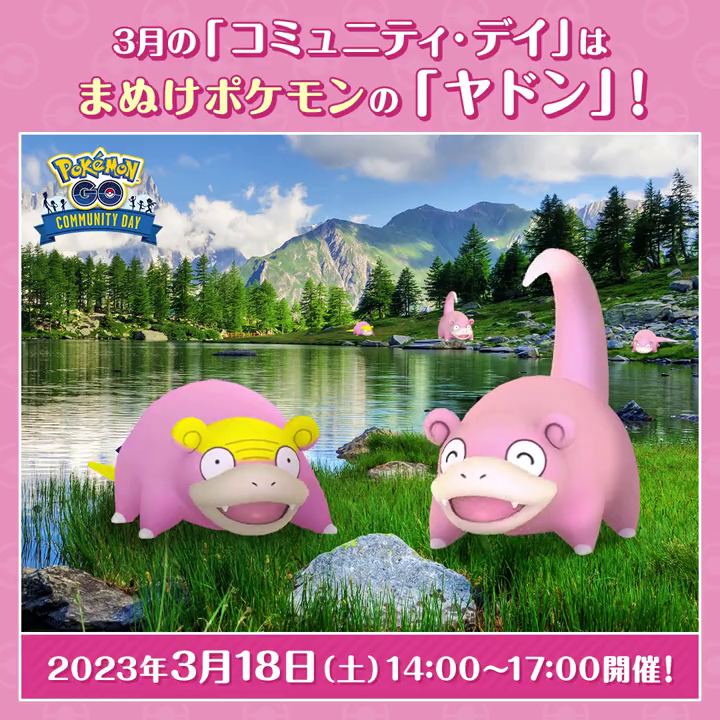 3月の「コミュニティ・デイ」は
まぬけポケモンの「ヤドン」!
POKÉMON
GO
COMMUNITY DAY
2023年3月18日(土)14:00～17:00開催!